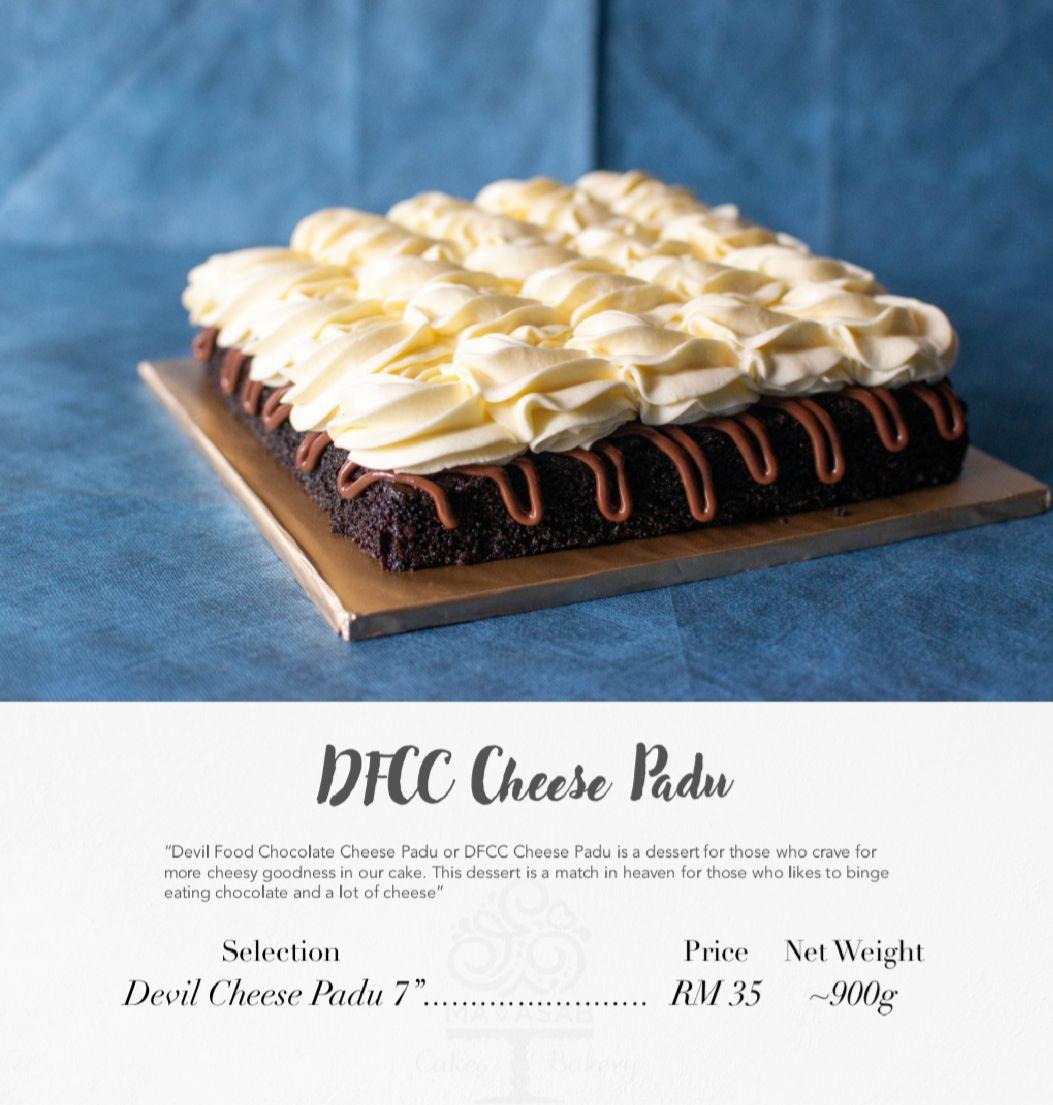 DFCC Cheese Padu
“Devil Food Chocolate Cheese Padu or DFCC Cheese Padu is a dessert for those who crave for
more cheesy goodness in our cake. This dessert is a match in heaven for those who likes to binge
eating chocolate and a lot of cheese”
Selection Price Net Weight
Devil Cheese Padu 7”........................ RM 35 ~900g
MAVASAB
Cakes Bakery